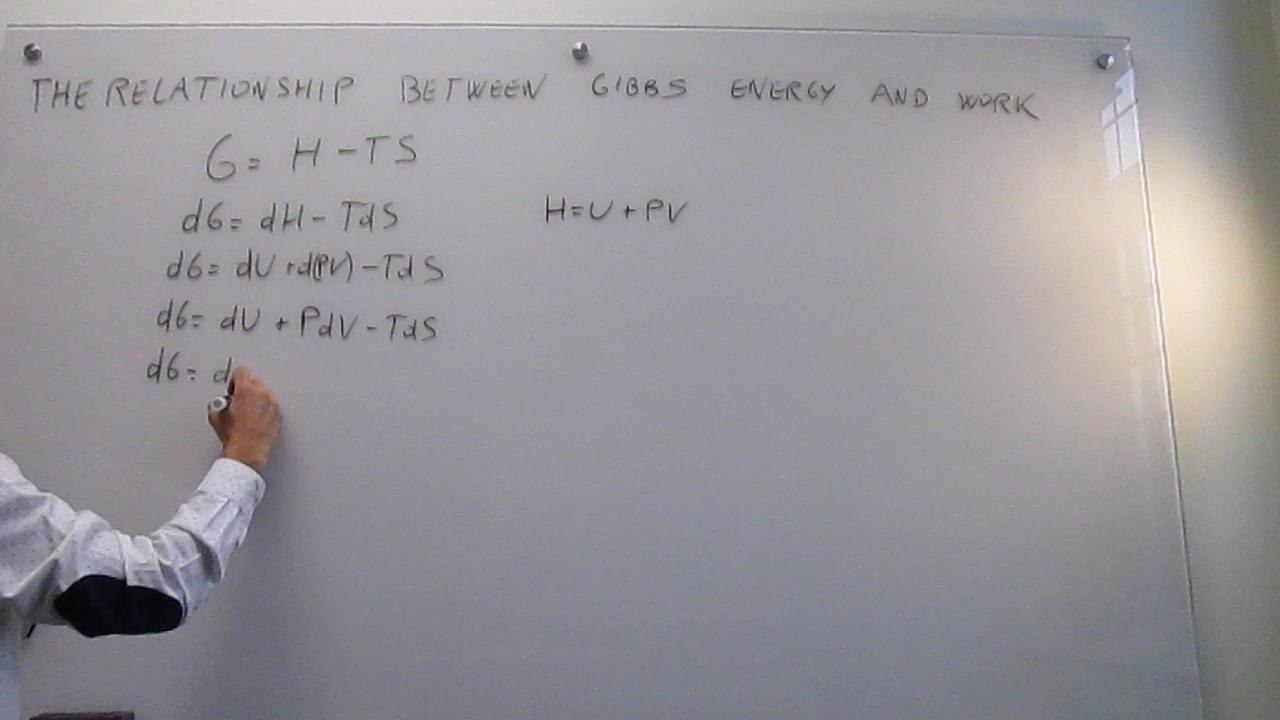 THE RELATIONSHIP BETWEEN GIBBS ENERGY AND WORK
G = H - TS
dG = dH - TdS
H = U + PV
dG = dU + d(PV) - TdS
dG = dU + PdV - TdS
dG = d